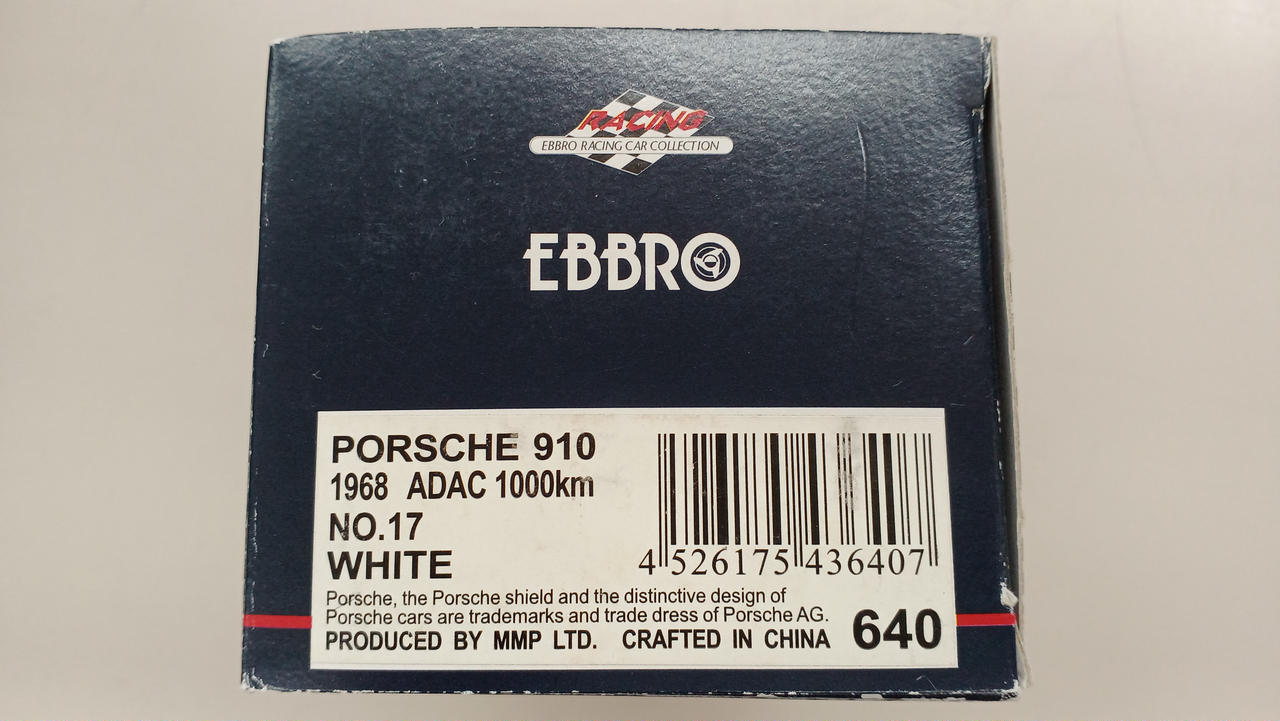 RACING
EBBRO RACING CAR COLLECTION
EBBRO
PORSCHE 910
1968 ADAC 1000km
NO.17
WHITE
4 526175 436407
Porsche, the Porsche shield and the distinctive design of
Porsche cars are trademarks and trade dress of Porsche AG.
PRODUCED BY MMP LTD. CRAFTED IN CHINA 640